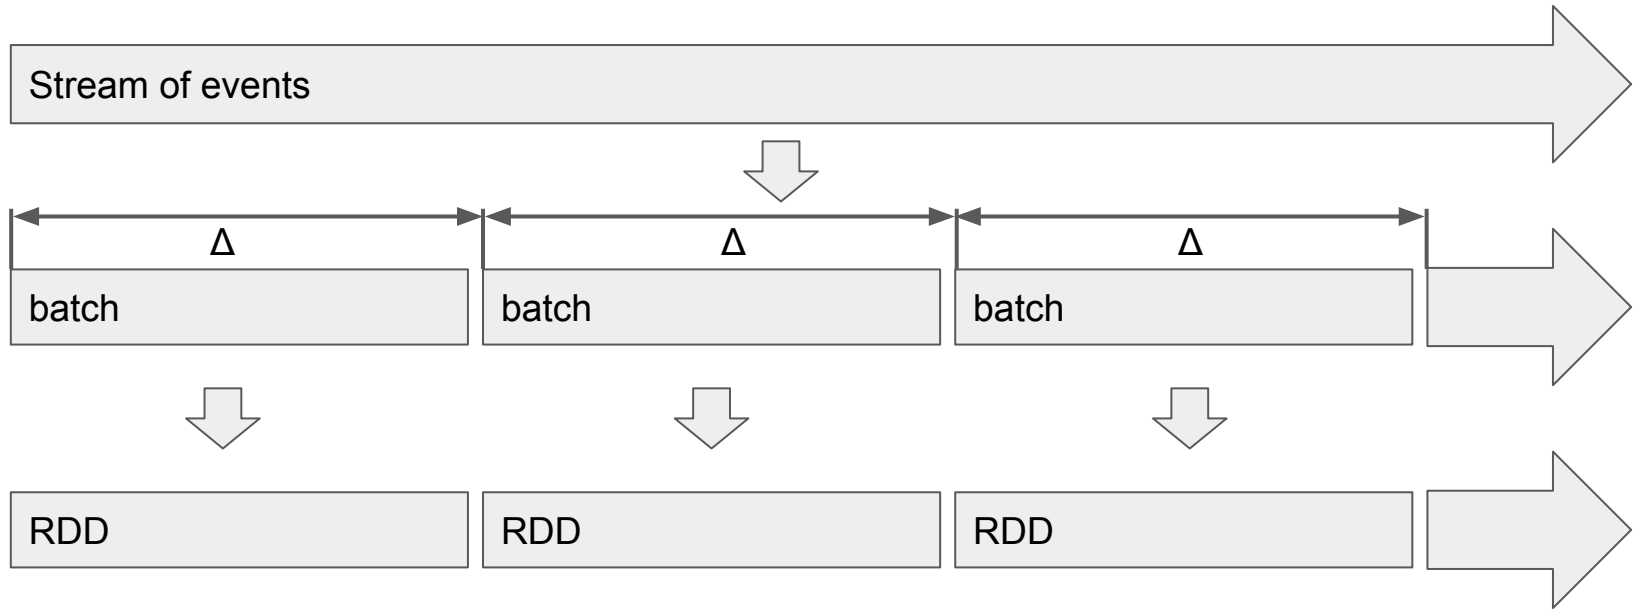 Stream of events
Δ Δ Δ
batch batch batch
RDD RDD RDD